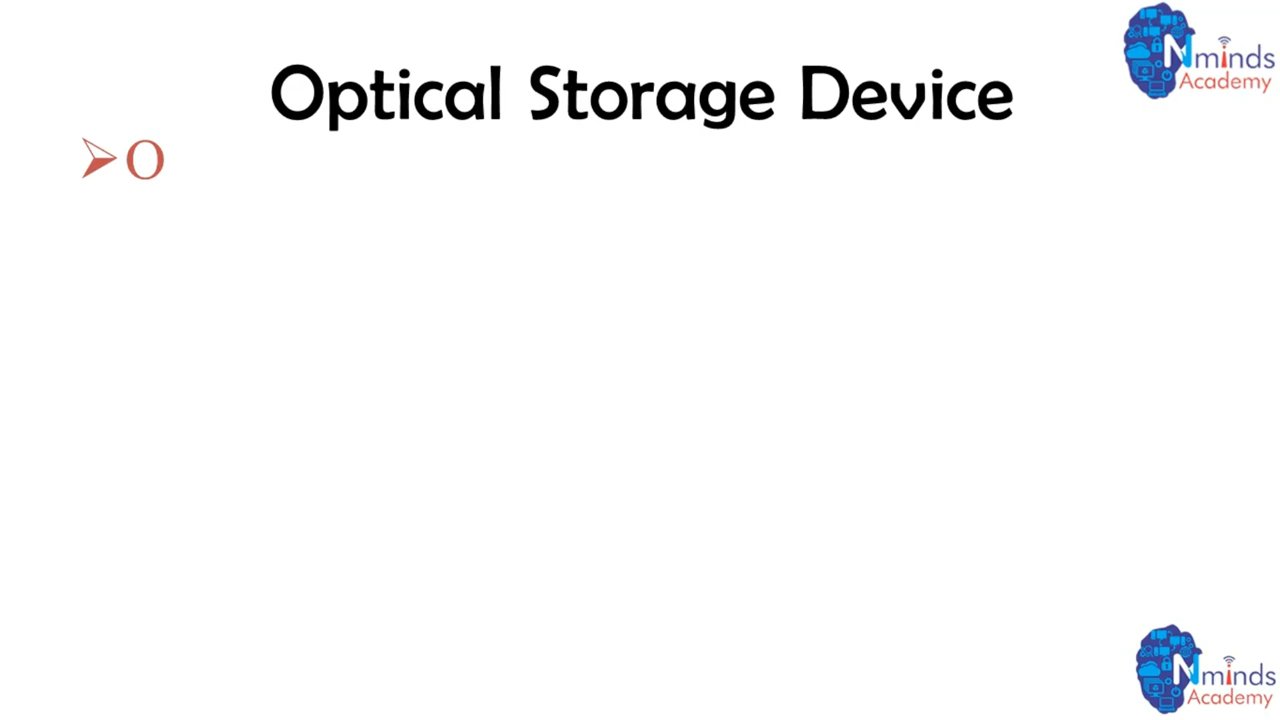 Nminds
Academy
Optical Storage Device
➢O
Nminds
Academy